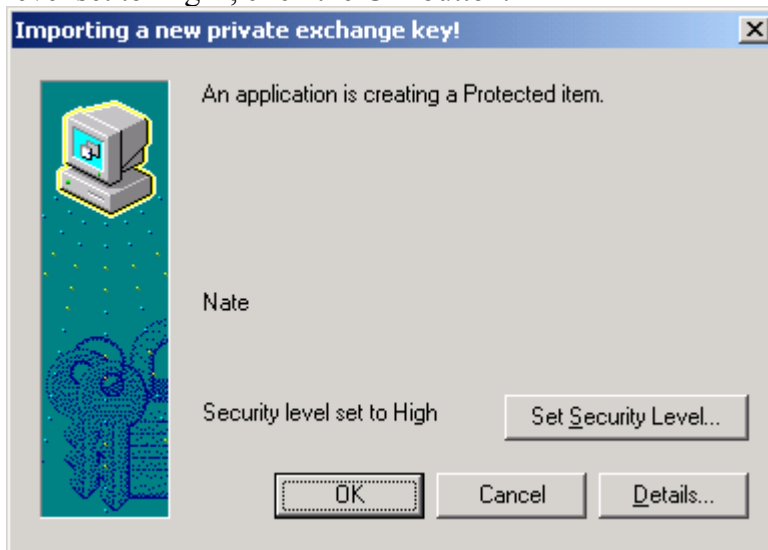 Importing a new private exchange key!
An application is creating a Protected item.
Nate
Security level set to High
Set Security Level...
OK
Cancel
Details...